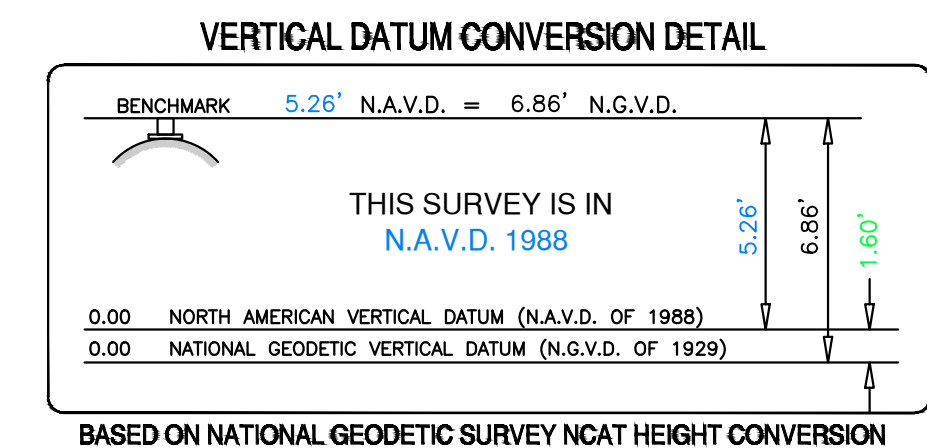 VERTICAL DATUM CONVERSION DETAIL
BENCHMARK 5.26' N.A.V.D. = 6.86' N.G.V.D.
THIS SURVEY IS IN
N.A.V.D. 1988
5.26'
6.86'
1.60'
0.00 NORTH AMERICAN VERTICAL DATUM (N.A.V.D. OF 1988)
0.00 NATIONAL GEODETIC VERTICAL DATUM (N.G.V.D. OF 1929)
BASED ON NATIONAL GEODETIC SURVEY NCAT HEIGHT CONVERSION